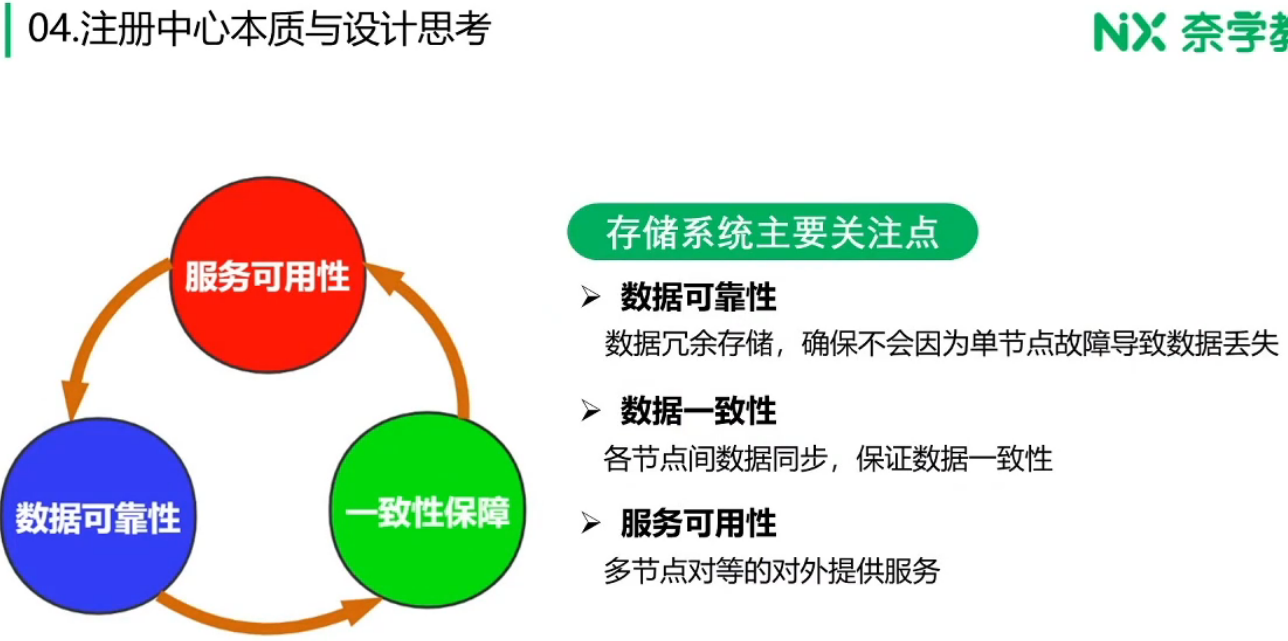 04.注册中心本质与设计思考
NX 奈学教
服务可用性
数据可靠性
一致性保障
存储系统主要关注点
➢ 数据可靠性
数据冗余存储，确保不会因为单节点故障导致数据丢失
➢ 数据一致性
各节点间数据同步，保证数据一致性
➢ 服务可用性
多节点对等的对外提供服务